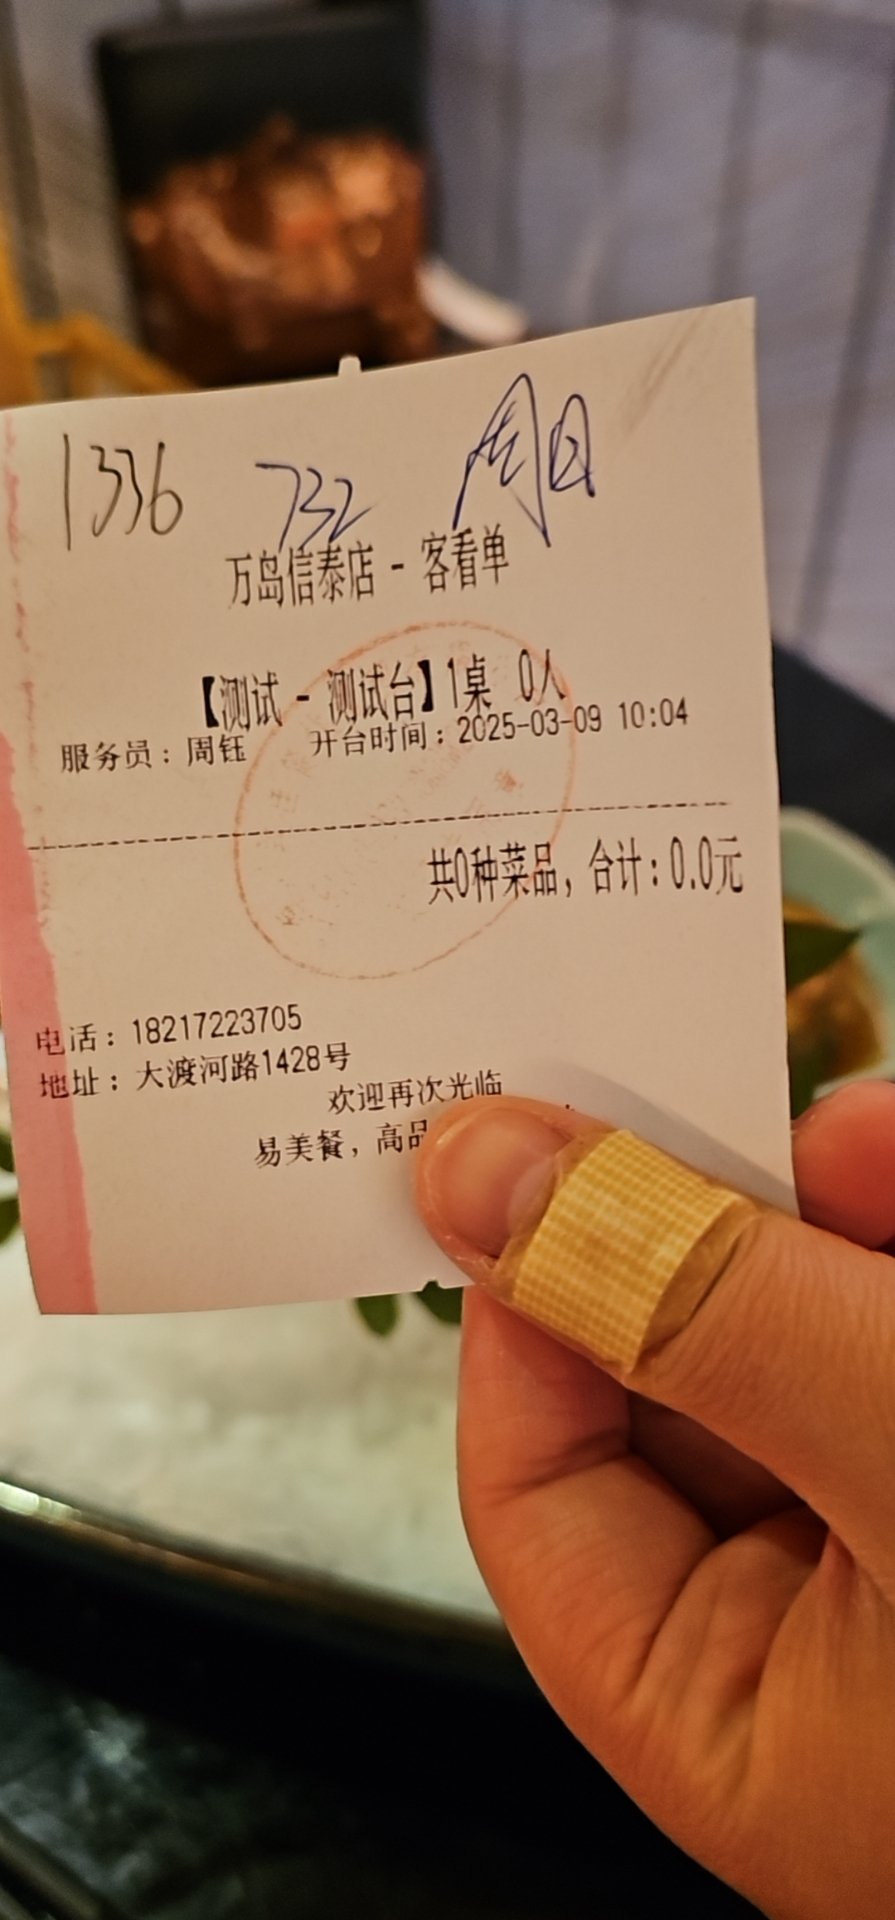 1336 732 周日
万岛信泰店 - 客看单
【测试 - 测试台】1桌 0人
服务员：周钰 开台时间：2025-03-09 10:04
共0种菜品，合计：0.0元
电话：18217223705
地址：大渡河路1428号
欢迎再次光临
易美餐，高品